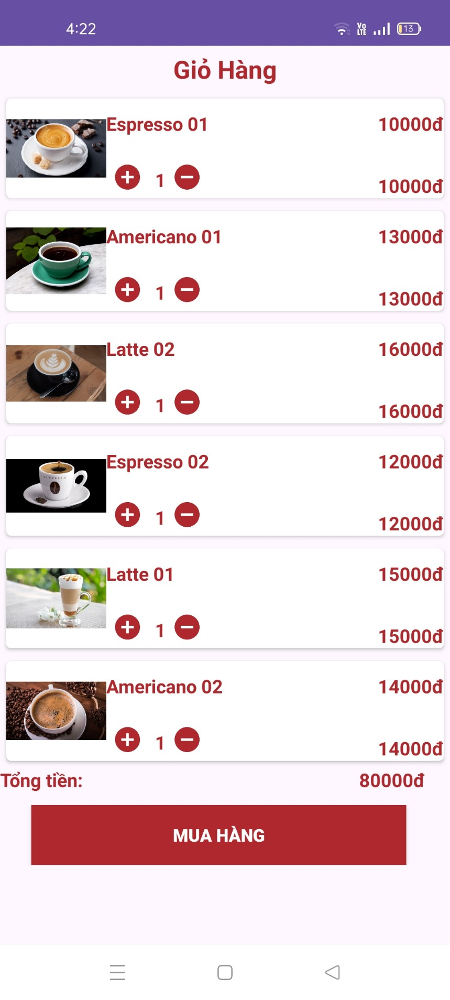 4:22
Vo
LTE
13
Giỏ Hàng
Espresso 01
10000đ
1
10000đ
Americano 01
13000đ
1
13000đ
Latte 02
16000đ
1
16000đ
Espresso 02
12000đ
1
12000đ
Latte 01
15000đ
1
15000đ
Americano 02
14000đ
1
14000đ
Tổng tiền:
80000đ
MUA HÀNG